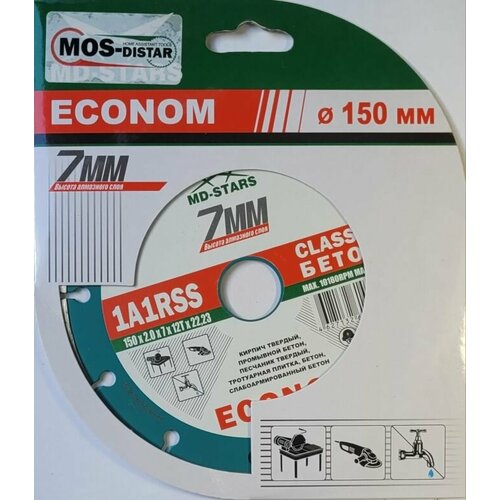 MOS-DISTAR
HOME ASSISTANT TOOLS
MD-STARS
ECONOM
ø 150 мм
7ММ
Высота алмазного слоя
MD-STARS
7ММ
Высота алмазного слоя
CLASS
БЕТО
1A1RSS
150 x 2.0 x 7 x 12T x 22.23
MAX. 10180RPM
КИРПИЧ ТВЕРДЫЙ,
ПРОМЫВНОЙ БЕТОН,
ПЕСЧАНИК ТВЕРДЫЙ,
ТРОТУАРНАЯ ПЛИТКА, БЕТОН,
СЛАБОАРМИРОВАННЫЙ БЕТОН
ECONO